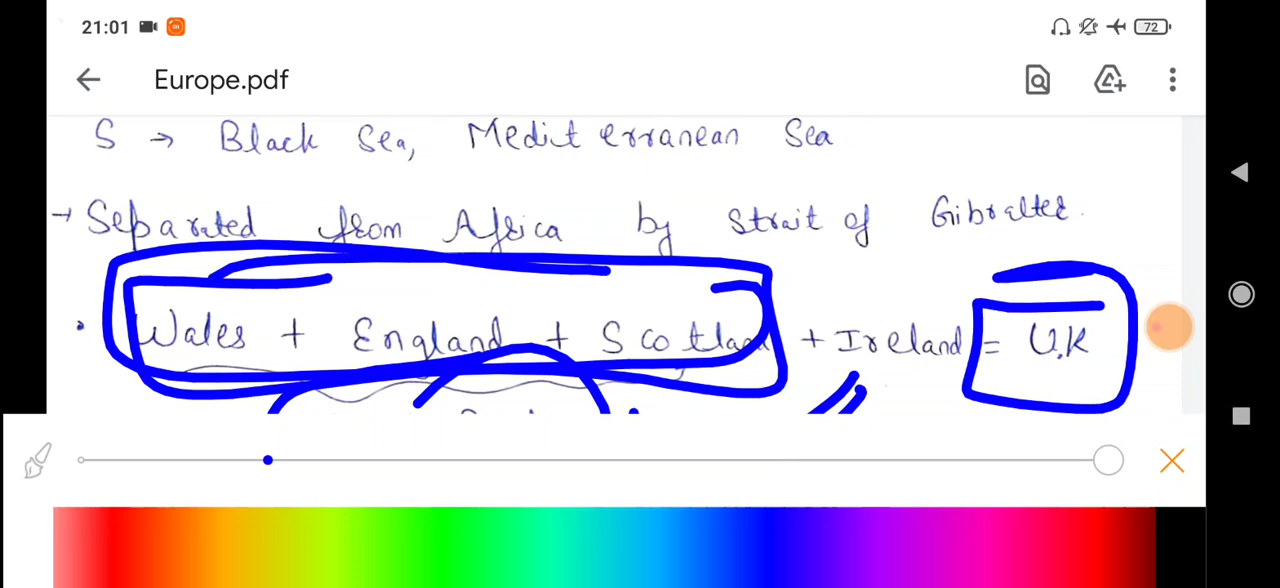 21:01 72
Europe.pdf
S → Black Sea, Mediterranean Sea
→ Separated from Africa by Strait of Gibralter.
• Wales + England + Scotland + Ireland = U.K